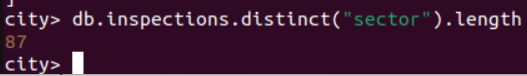 city> db.inspections.distinct("sector").length
87
city>